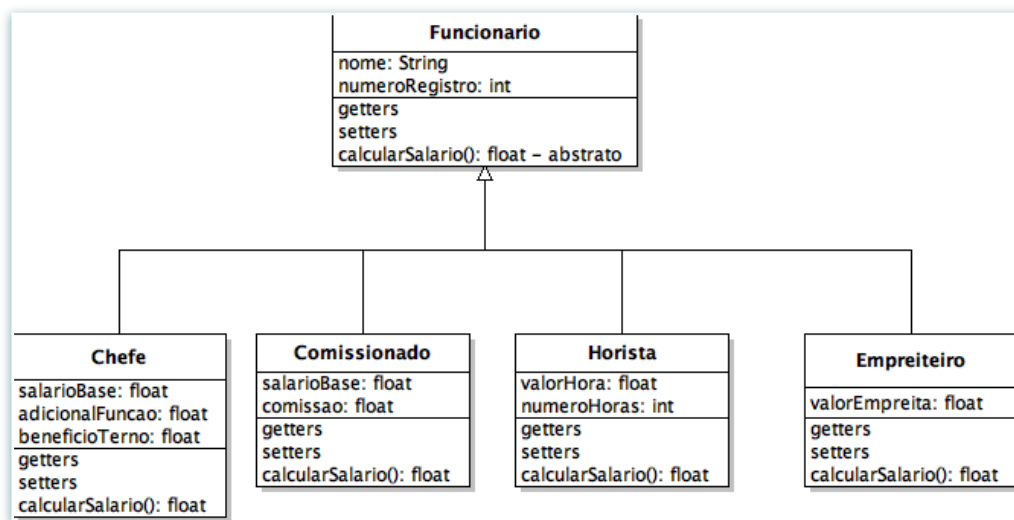 Funcionario
nome: String
numeroRegistro: int
getters
setters
calcularSalario(): float – abstrato
Chefe
salarioBase: float
adicionalFuncao: float
beneficioTerno: float
getters
setters
calcularSalario(): float
Comissionado
salarioBase: float
comissao: float
getters
setters
calcularSalario(): float
Horista
valorHora: float
numeroHoras: int
getters
setters
calcularSalario(): float
Empreiteiro
valorEmpreita: float
getters
setters
calcularSalario(): float